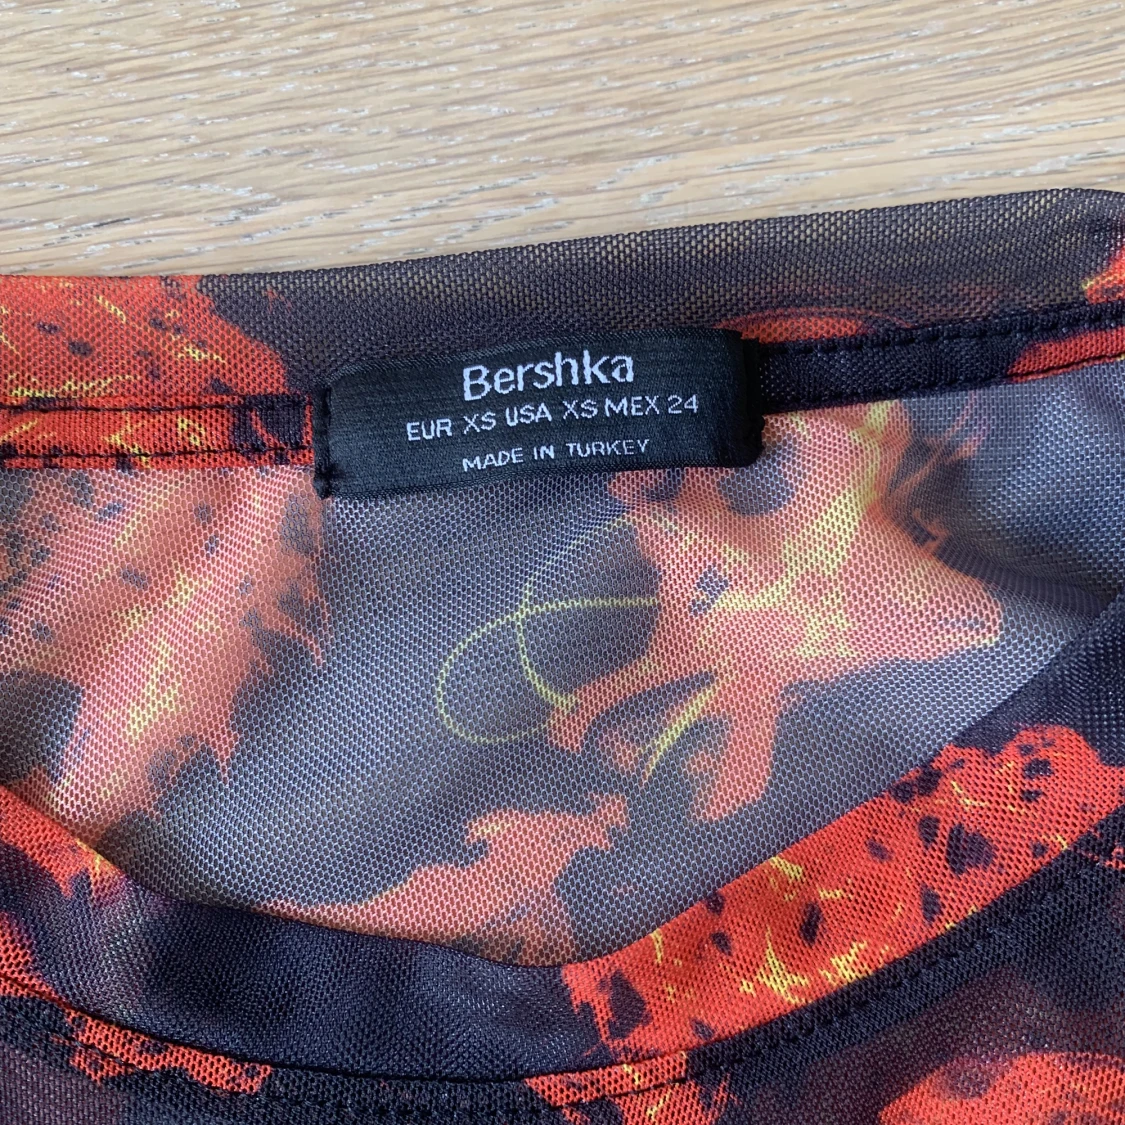 Bershka
EUR XS USA XS MEX 24
MADE IN TURKEY